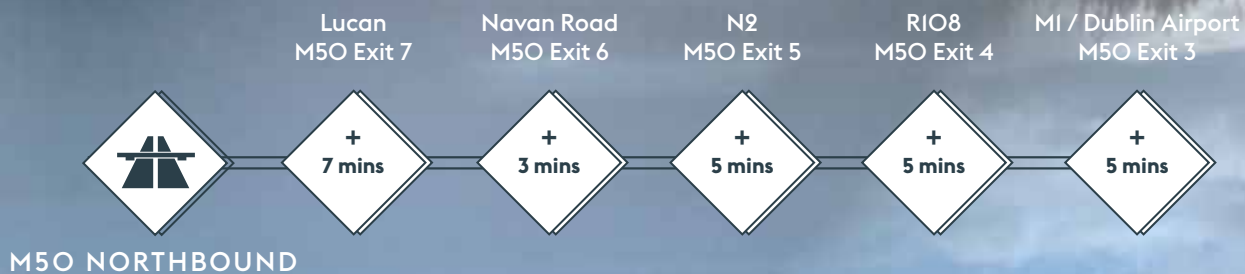 Lucan
M50 Exit 7
Navan Road
M50 Exit 6
N2
M50 Exit 5
R108
M50 Exit 4
M1 / Dublin Airport
M50 Exit 3
+
7 mins
+
3 mins
+
5 mins
+
5 mins
+
5 mins
M50 NORTHBOUND